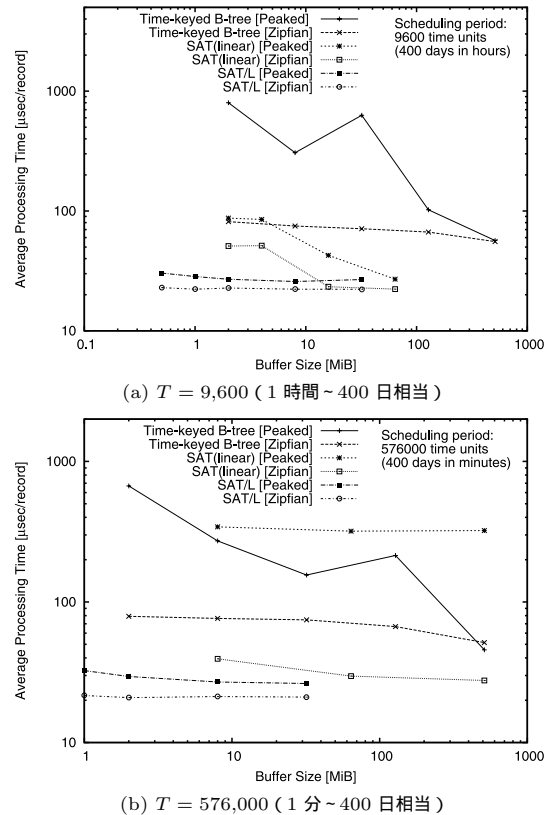 Time-keyed B-tree [Peaked]
Time-keyed B-tree [Zipfian]
SAT(linear) [Peaked]
SAT(linear) [Zipfian]
SAT/L [Peaked]
SAT/L [Zipfian]
Scheduling period:
9600 time units
(400 days in hours)
Average Processing Time [μsec/record]
1000
100
10
0.1
1
10
100
1000
Buffer Size [MiB]
(a) T = 9,600 ( 1 時間 ~ 400 日相当 )
Time-keyed B-tree [Peaked]
Time-keyed B-tree [Zipfian]
SAT(linear) [Peaked]
SAT(linear) [Zipfian]
SAT/L [Peaked]
SAT/L [Zipfian]
Scheduling period:
576000 time units
(400 days in minutes)
Average Processing Time [μsec/record]
1000
100
10
1
10
100
1000
Buffer Size [MiB]
(b) T = 576,000 ( 1 分 ~ 400 日相当 )